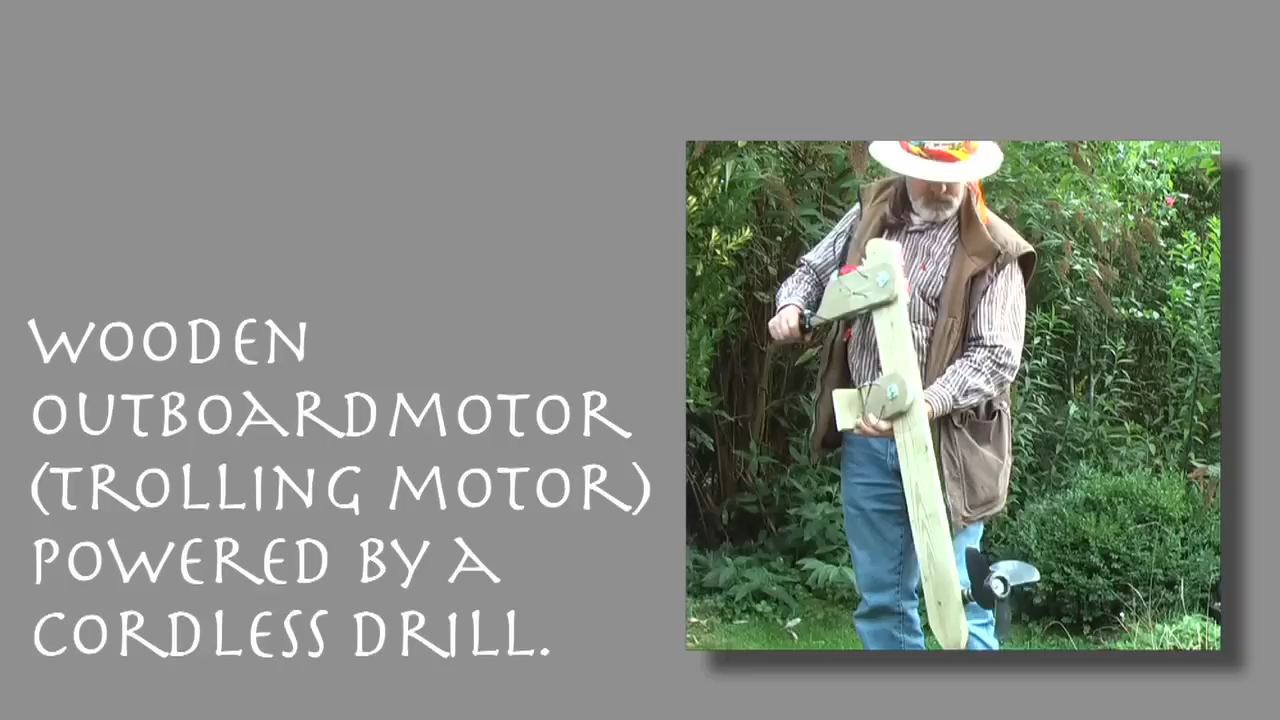 WOODEN
OUTBOARDMOTOR
(TROLLING MOTOR)
POWERED BY A
CORDLESS DRILL.